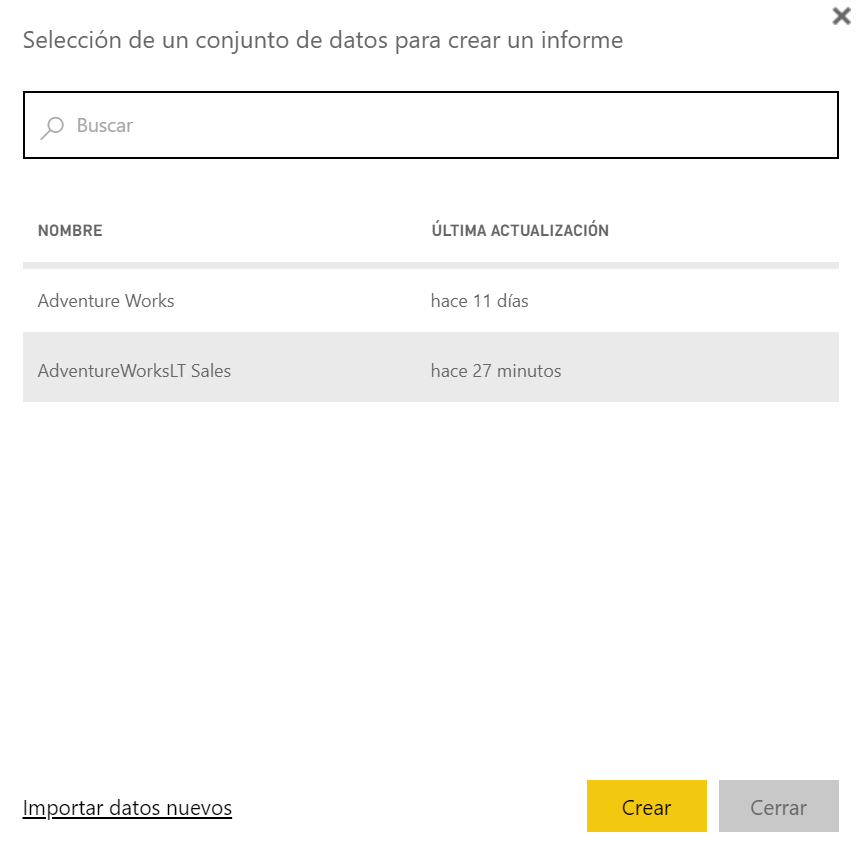 Selección de un conjunto de datos para crear un informe
Buscar
NOMBRE ÚLTIMA ACTUALIZACIÓN
Adventure Works hace 11 días
AdventureWorksLT Sales hace 27 minutos
Importar datos nuevos Crear Cerrar